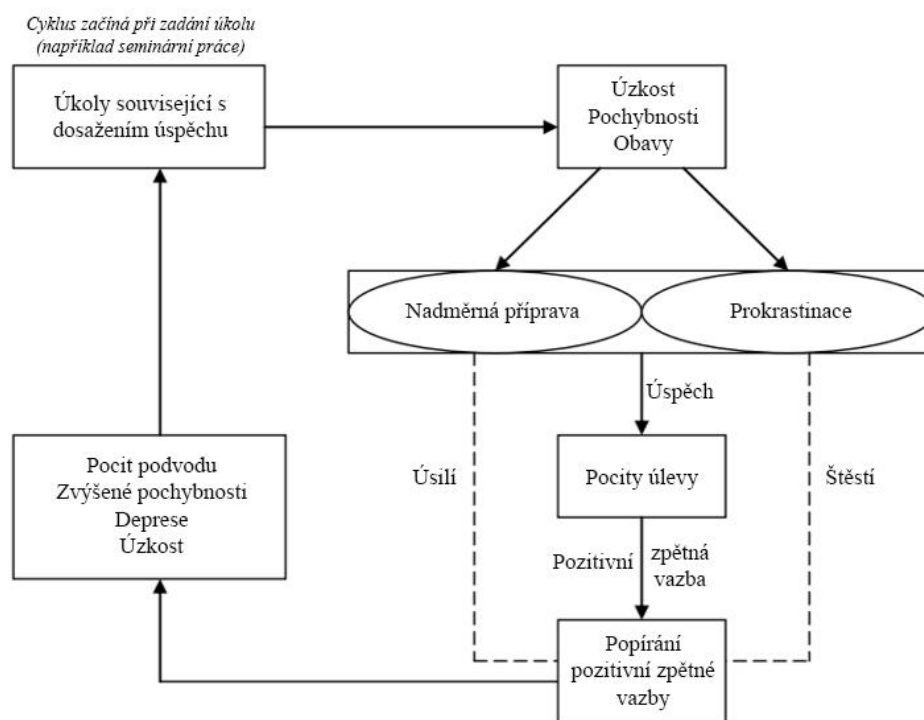 Cyklus začíná při zadání úkolu
(například seminární práce)
Úkoly související s
dosažením úspěchu
Úzkost
Pochybnosti
Obavy
Nadměrná příprava
Prokrastinace
Úspěch
Úsilí
Pocity úlevy
Štěstí
Pozitivní
zpětná
vazba
Popírání
pozitivní zpětné
vazby
Pocit podvodu
Zvýšené pochybnosti
Deprese
Úzkost